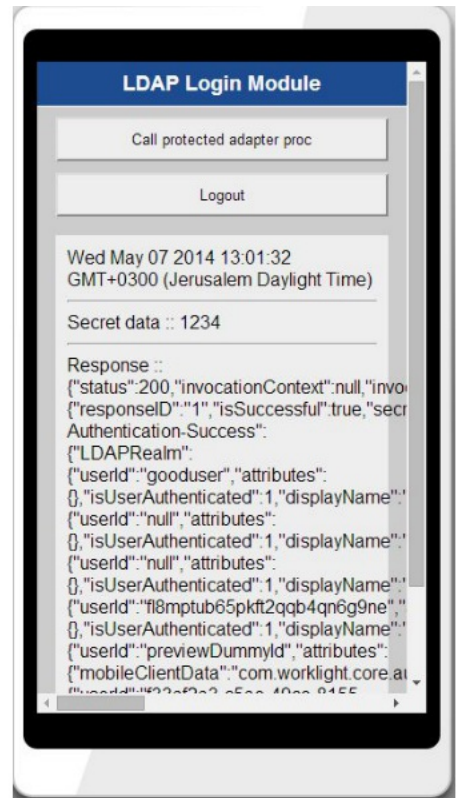 LDAP Login Module
Call protected adapter proc
Logout
Wed May 07 2014 13:01:32
GMT+0300 (Jerusalem Daylight Time)
Secret data :: 1234
Response ::
{"status":200,"invocationContext":null,"invo
{"responseID":"1","isSuccessful":true,"secr
Authentication-Success":
{"LDAPRealm":
{"userId":"gooduser","attributes":
{},"isUserAuthenticated":1,"displayName":"
{"userId":"null","attributes":
{},"isUserAuthenticated":1,"displayName":"
{"userId":"null","attributes":
{},"isUserAuthenticated":1,"displayName":"
{"userId":"fl8mptub65pkft2qqb4qn6g9ne","
{},"isUserAuthenticated":1,"displayName":"
{"userId":"previewDummyId","attributes":
{"mobileClientData":"com.worklight.core.au